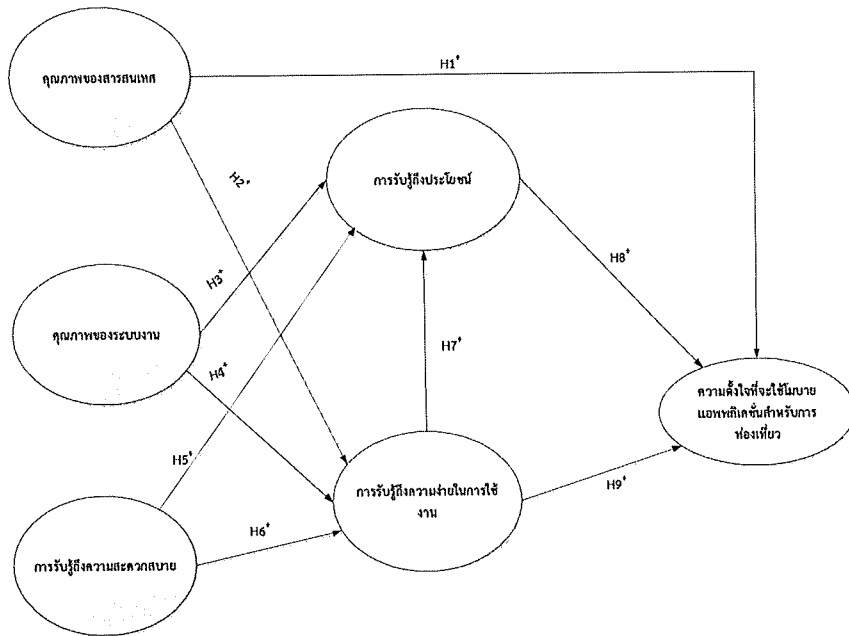 คุณภาพของสารสนเทศ
H1+
การรับรู้ถึงประโยชน์
H2+
H3+
H8+
คุณภาพของระบบงาน
H7+
H4+
ความตั้งใจที่จะใช้โมบาย
แอพพลิเคชั่นสำหรับการ
ท่องเที่ยว
H5+
การรับรู้ถึงความง่ายในการใช้
งาน
H9+
H6+
การรับรู้ถึงความสะดวกสบาย